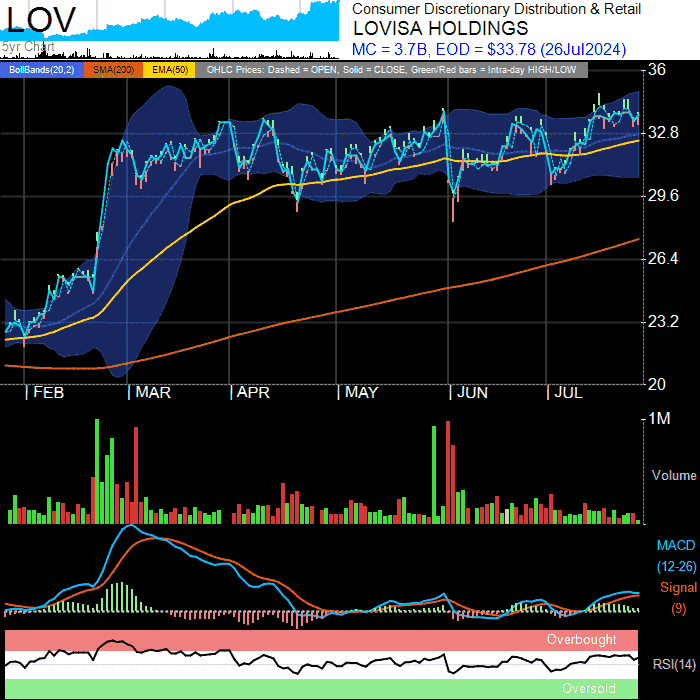 LOV
5yr Chart
Consumer Discretionary Distribution & Retail
LOVISA HOLDINGS
MC = 3.7B, EOD = $33.78 (26Jul2024)
BollBands(20,2) SMA(200) EMA(50) OHLC Prices: Dashed = OPEN, Solid = CLOSE, Green/Red bars = Intra-day HIGH/LOW
36
32.8
29.6
26.4
23.2
20
| FEB | MAR | APR | MAY | JUN | JUL
1M
Volume
MACD
(12-26)
Signal
(9)
Overbought
RSI(14)
Oversold